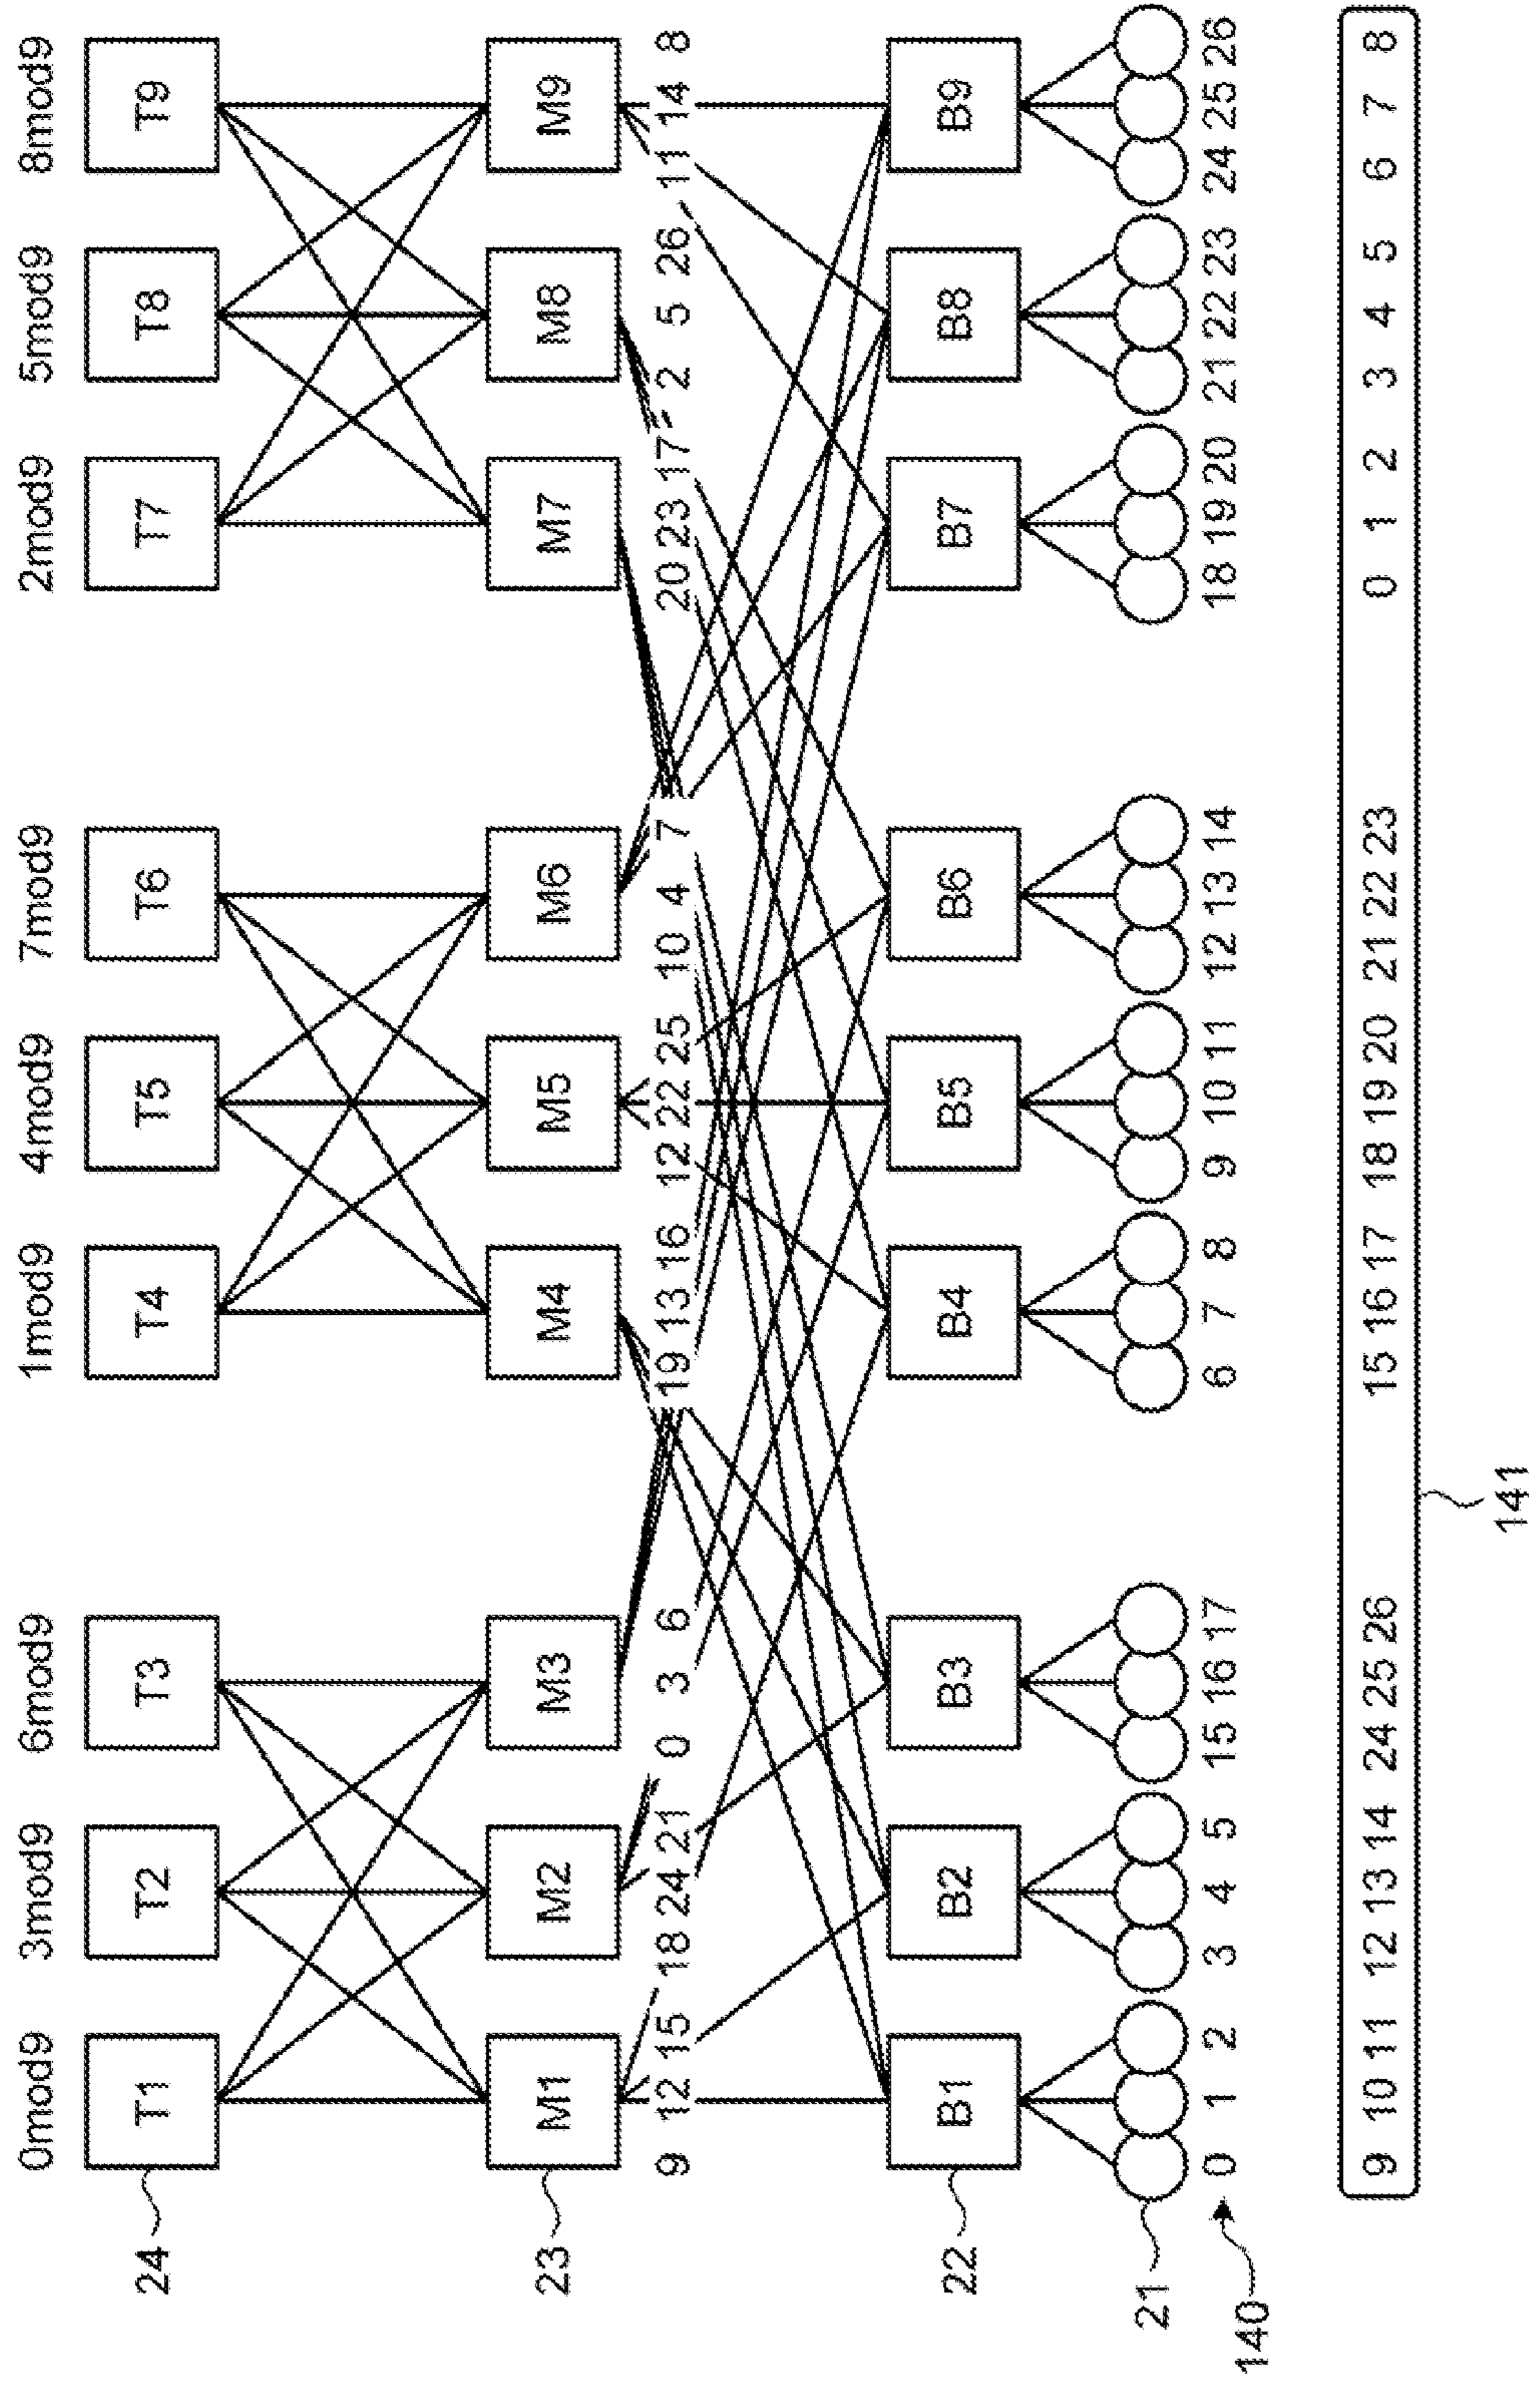 0mod9 3mod9 6mod9 1mod9 4mod9 7mod9 2mod9 5mod9 8mod9
24 T1 T2 T3 T4 T5 T6 T7 T8 T9
23 M1 M2 M3 M4 M5 M6 M7 M8 M9
9 12 15 18 24 21 0 3 6 19 13 16 12 22 25 10 4 7 20 23 17 2 5 26 11 14 8
22 B1 B2 B3 B4 B5 B6 B7 B8 B9
21
140 0 1 2 3 4 5 15 16 17 6 7 8 9 10 11 12 13 14 18 19 20 21 22 23 24 25 26
9 10 11 12 13 14 24 25 26 15 16 17 18 19 20 21 22 23 0 1 2 3 4 5 6 7 8
141